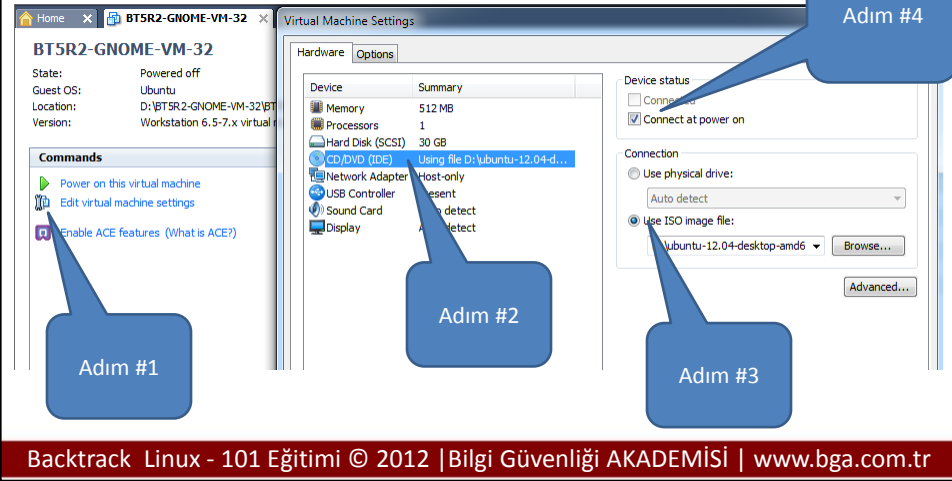 Home
BT5R2-GNOME-VM-32
Virtual Machine Settings
Adım #4
BT5R2-GNOME-VM-32
State: Powered off
Guest OS: Ubuntu
Location: D:\BT5R2-GNOME-VM-32\BT
Version: Workstation 6.5-7.x virtual
Commands
Power on this virtual machine
Edit virtual machine settings
Enable ACE features (What is ACE?)
Hardware Options
Device Summary
Memory 512 MB
Processors 1
Hard Disk (SCSI) 30 GB
CD/DVD (IDE) Using file D:\ubuntu-12.04-d...
Network Adapter Host-only
USB Controller
Sound Card detect
Display detect
Device status
Connect at power on
Connection
Use physical drive:
Auto detect
Use ISO image file:
\ubuntu-12.04-desktop-amd6 Browse...
Advanced...
Adım #1
Adım #2
Adım #3
Backtrack Linux - 101 Eğitimi © 2012 |Bilgi Güvenliği AKADEMİSİ | www.bga.com.tr